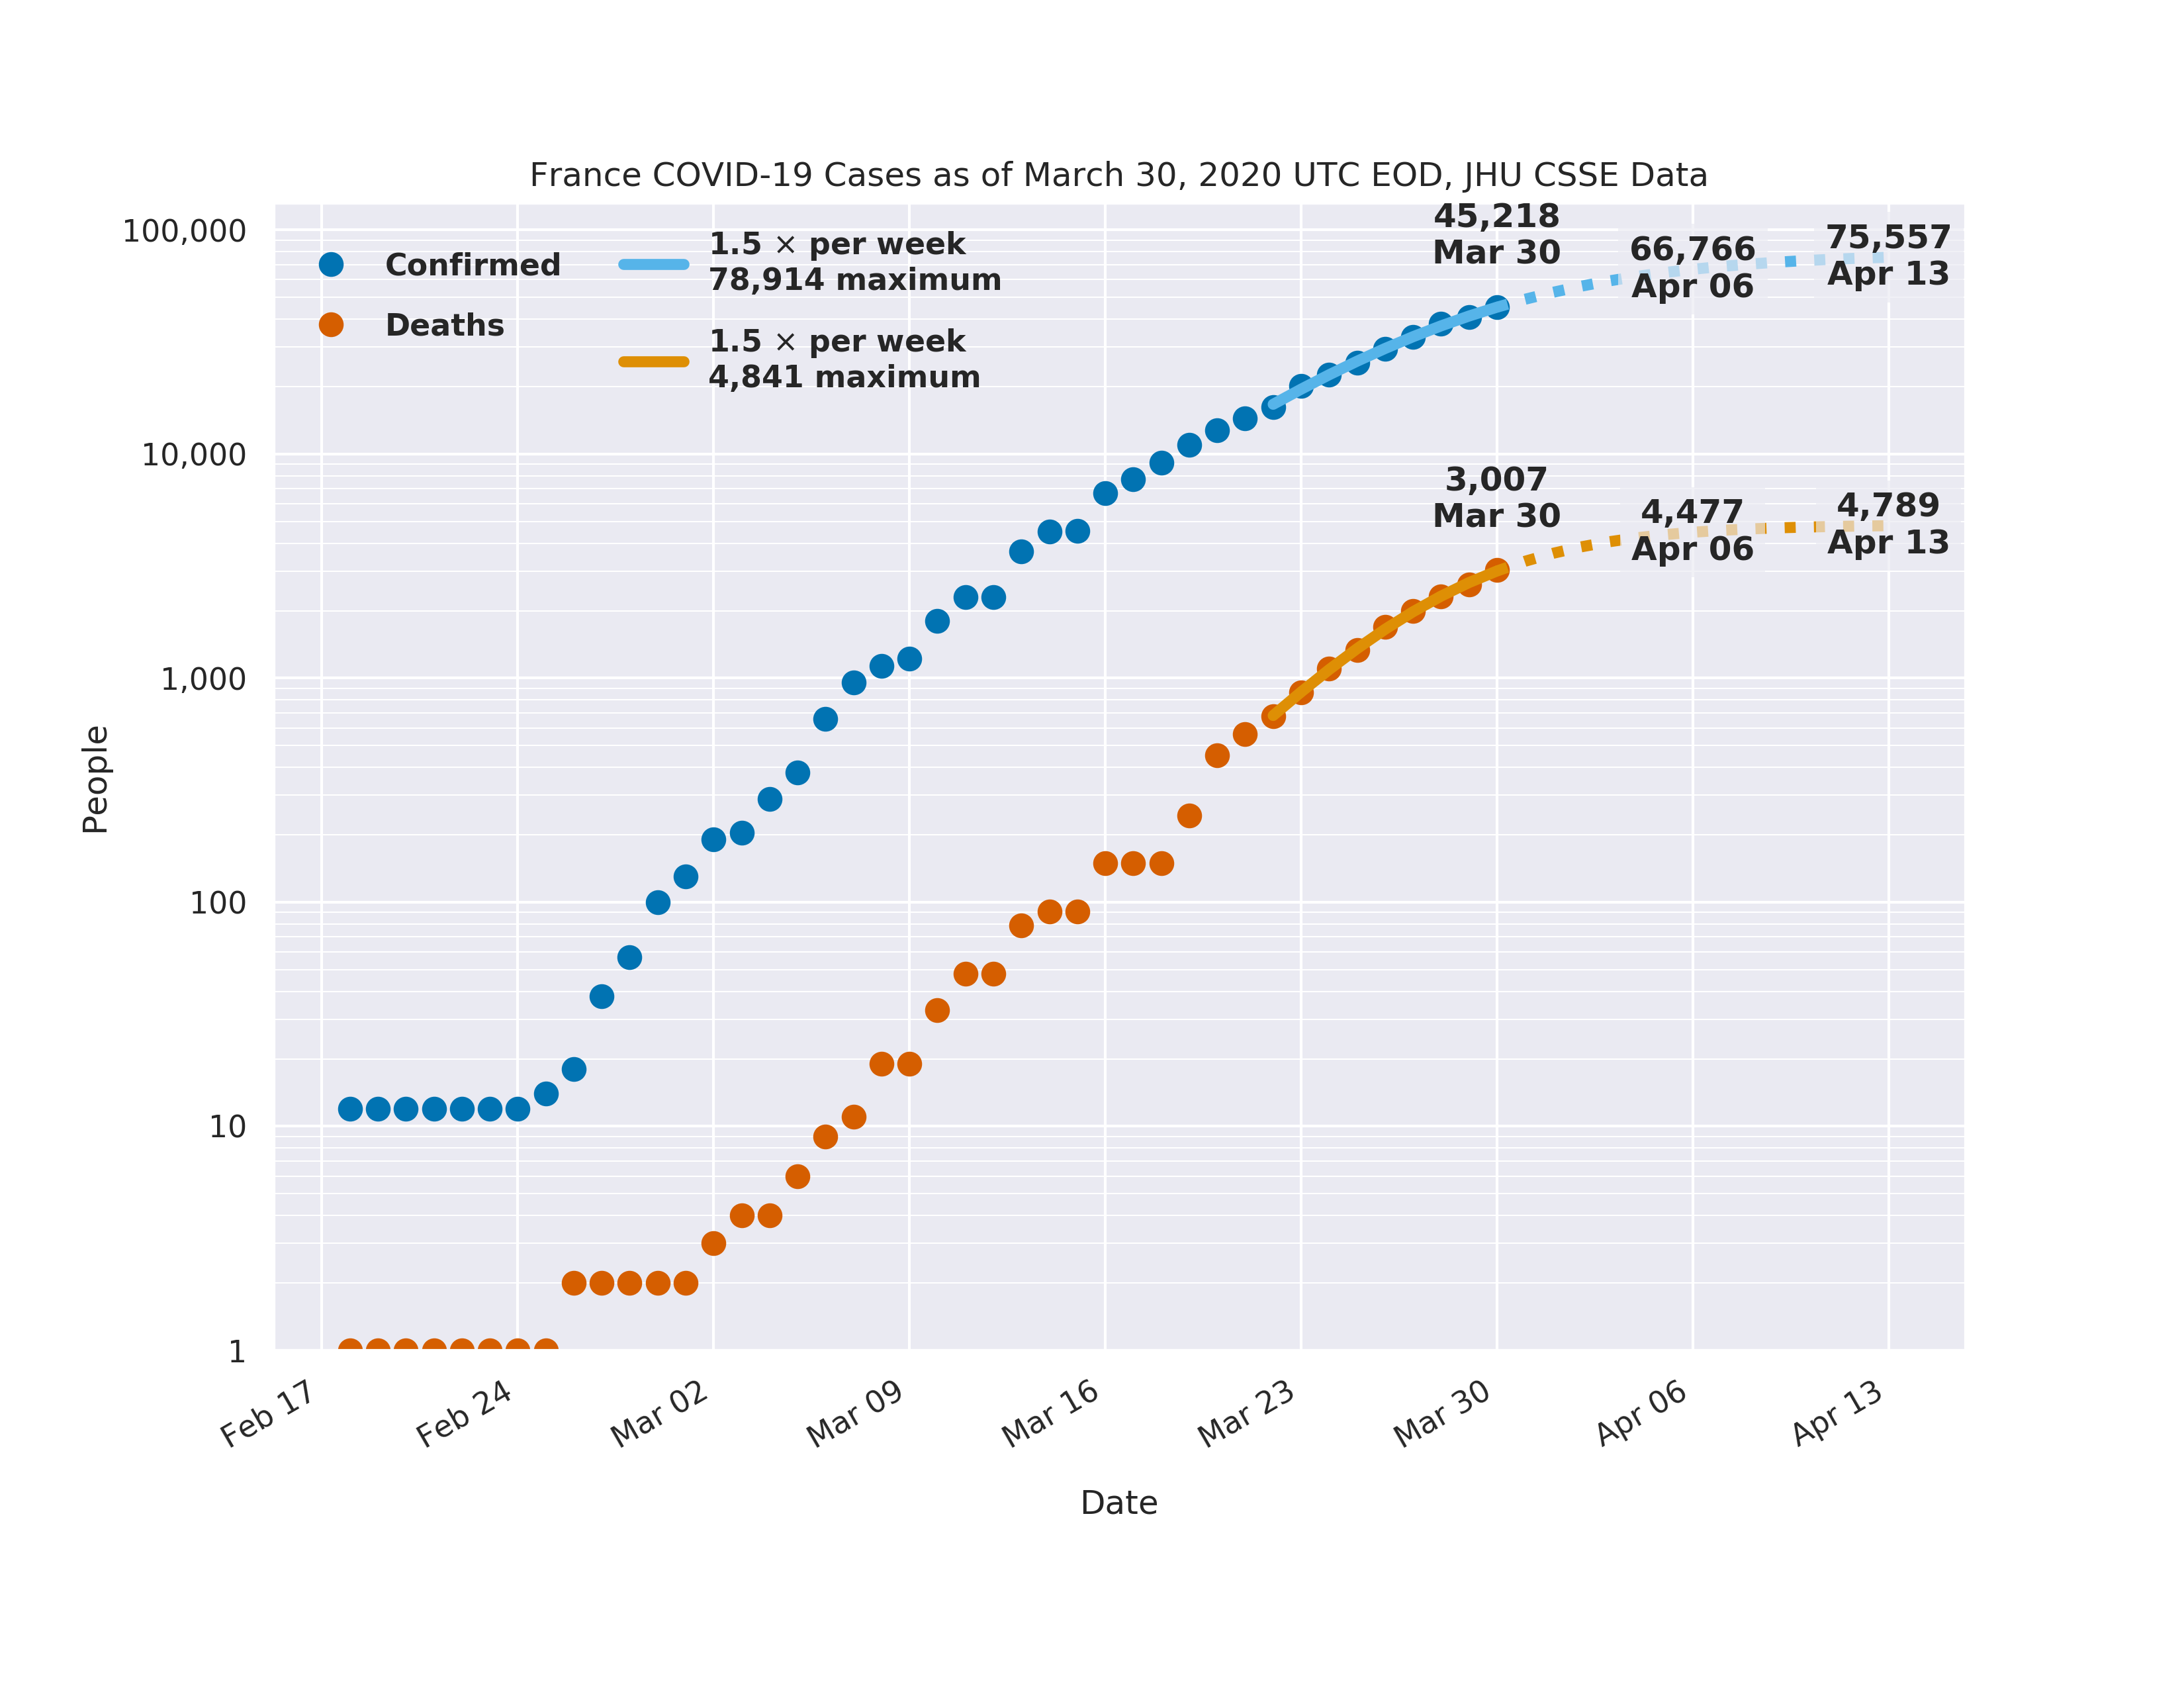 France COVID-19 Cases as of March 30, 2020 UTC EOD, JHU CSSE Data
Confirmed
Deaths
1.5 × per week
78,914 maximum
1.5 × per week
4,841 maximum
45,218
Mar 30
66,766
Apr 06
75,557
Apr 13
3,007
Mar 30
4,477
Apr 06
4,789
Apr 13
100,000
10,000
1,000
100
10
1
People
Feb 17
Feb 24
Mar 02
Mar 09
Mar 16
Mar 23
Mar 30
Apr 06
Apr 13
Date